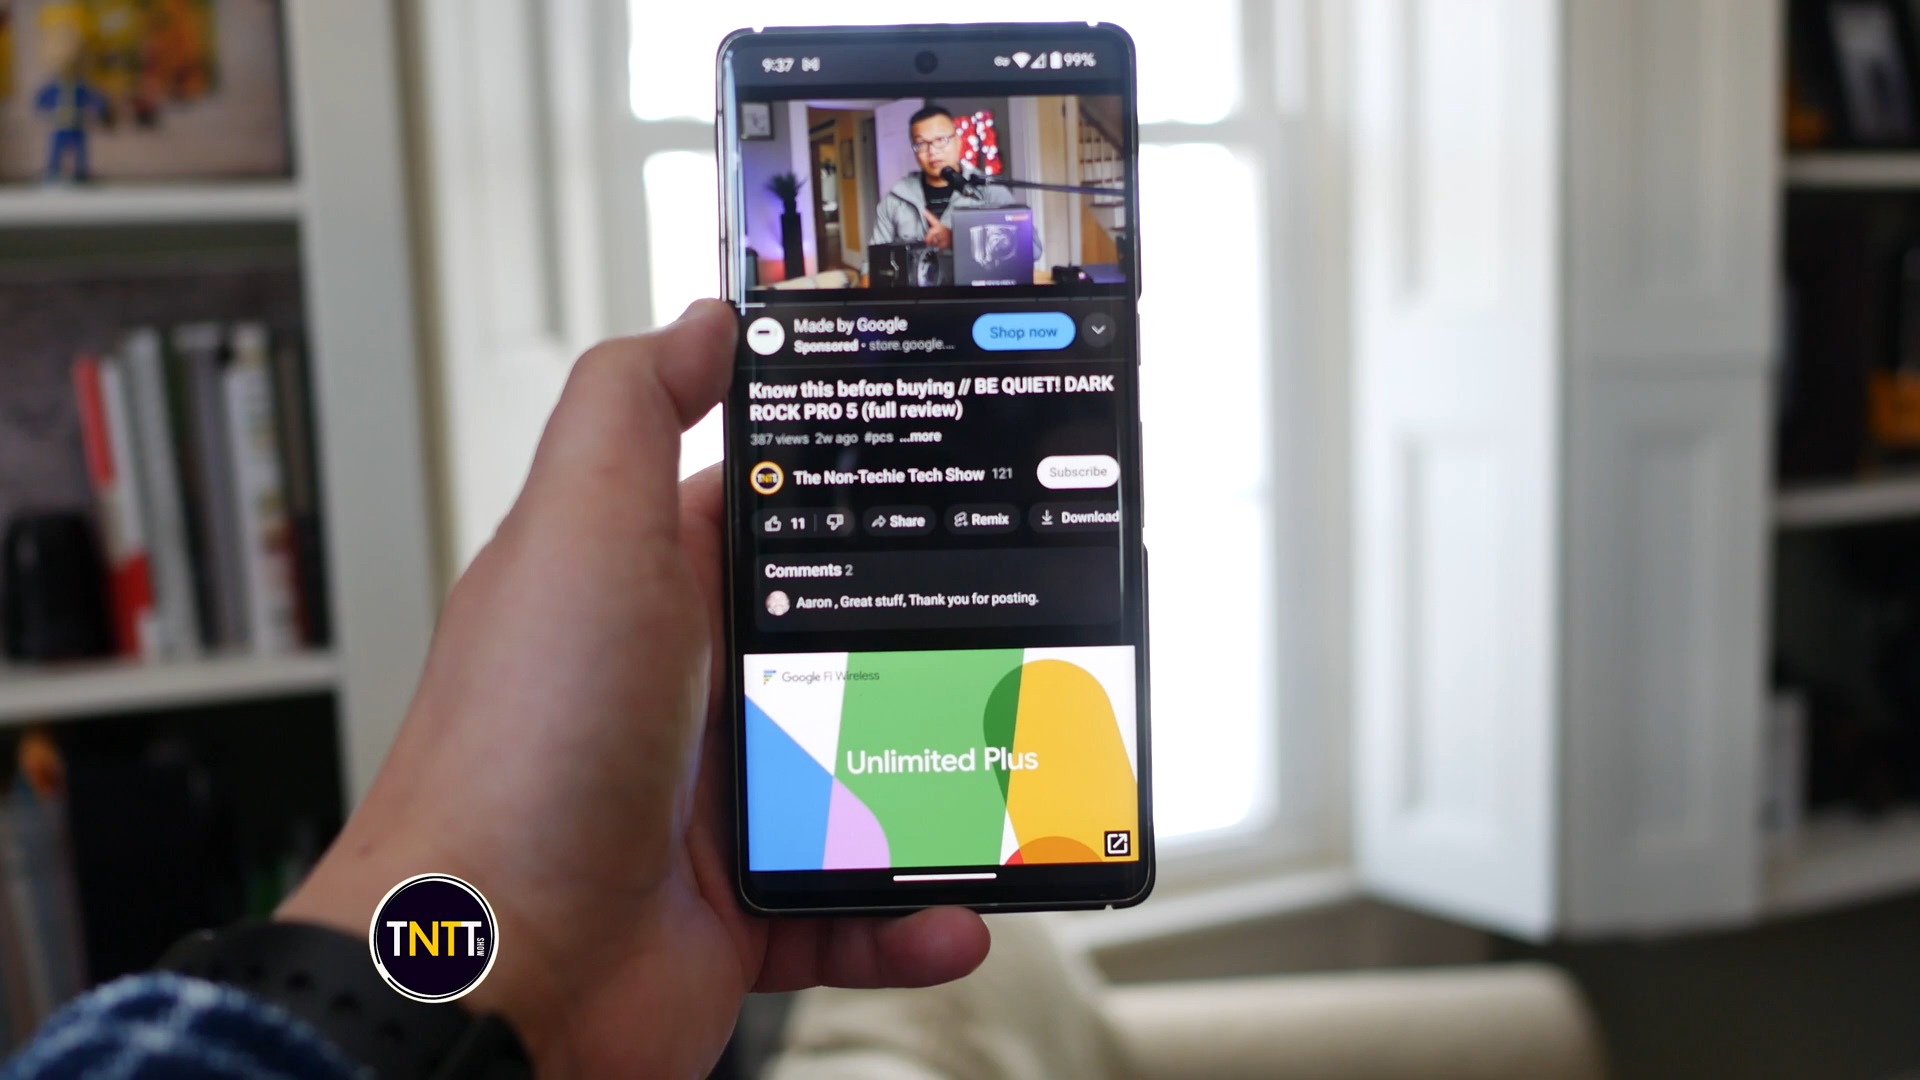 9:37
99%
Made by Google
Shop now
Sponsored • store.google....
Know this before buying // BE QUIET! DARK
ROCK PRO 5 (full review)
387 views 2w ago #pcs ...more
TNTT
The Non-Techie Tech Show 121
Subscribe
11
Share
Remix
Download
Comments 2
Aaron , Great stuff, Thank you for posting.
Google Fi Wireless
Unlimited Plus
TNTT
SHOW